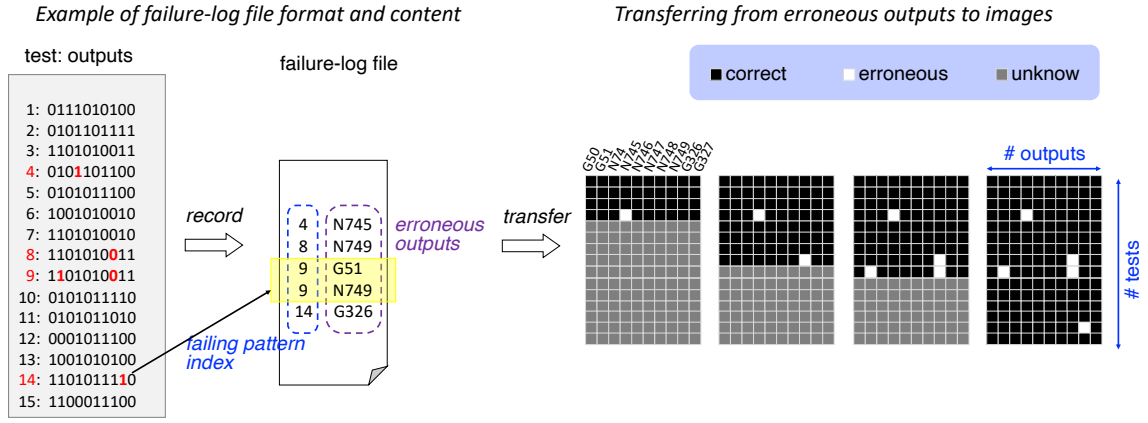 Example of failure-log file format and content
Transferring from erroneous outputs to images
test: outputs
failure-log file
correct
erroneous
unknow
1: 0111010100
2: 0101101111
3: 1101010011
4: 0101101100
5: 0101011100
6: 1001010010
7: 1101010010
8: 1101010011
9: 1101010011
10: 0101011110
11: 0101011010
12: 0001011100
13: 1001010100
14: 1101011110
15: 1100011100
record
4 N745
8 N749
9 G51
9 N749
14 G326
erroneous
outputs
failing pattern
index
transfer
G50
G51
N74
N745
N746
N747
N748
N749
G326
G327
# outputs
# tests